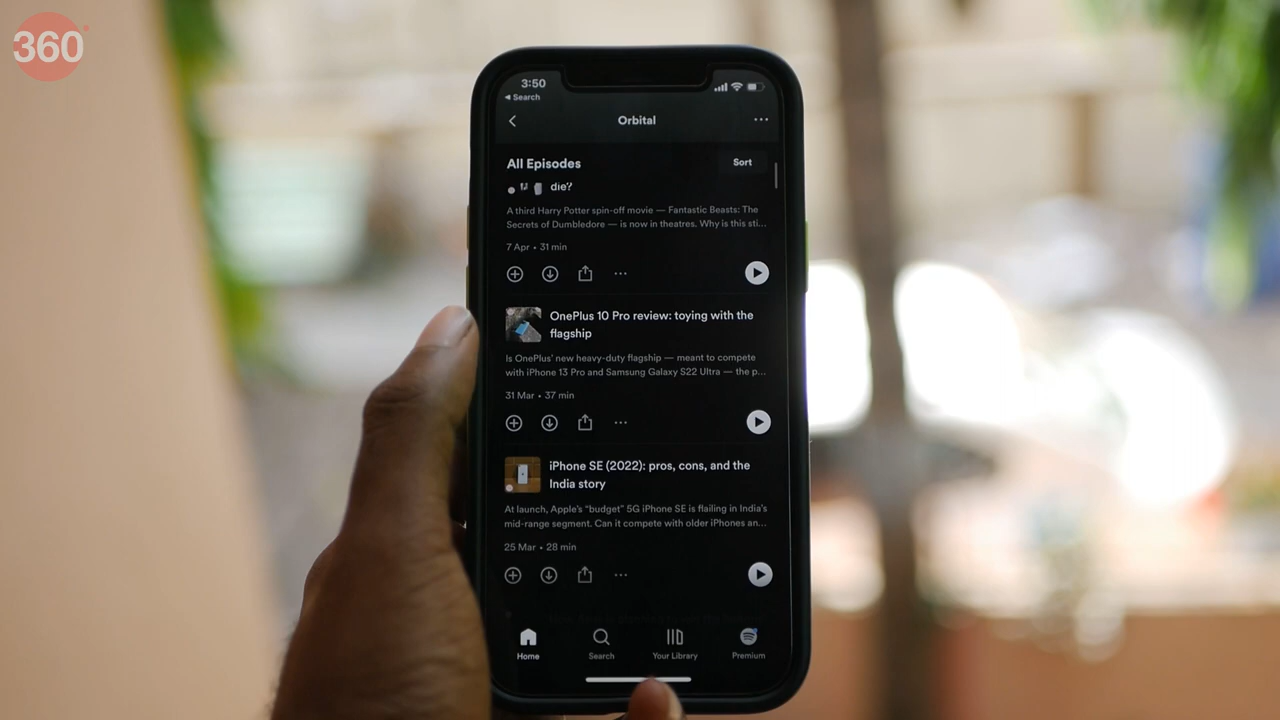 360
3:50
Search
Orbital
All Episodes
Sort
die?
A third Harry Potter spin-off movie — Fantastic Beasts: The
Secrets of Dumbledore — is now in theatres. Why is this sti...
7 Apr • 31 min
OnePlus 10 Pro review: toying with the
flagship
Is OnePlus' new heavy-duty flagship — meant to compete
with iPhone 13 Pro and Samsung Galaxy S22 Ultra — the p...
31 Mar • 37 min
iPhone SE (2022): pros, cons, and the
India story
At launch, Apple's "budget" 5G iPhone SE is flailing in India's
mid-range segment. Can it compete with older iPhones an...
25 Mar • 28 min
Home
Search
Your Library
Premium